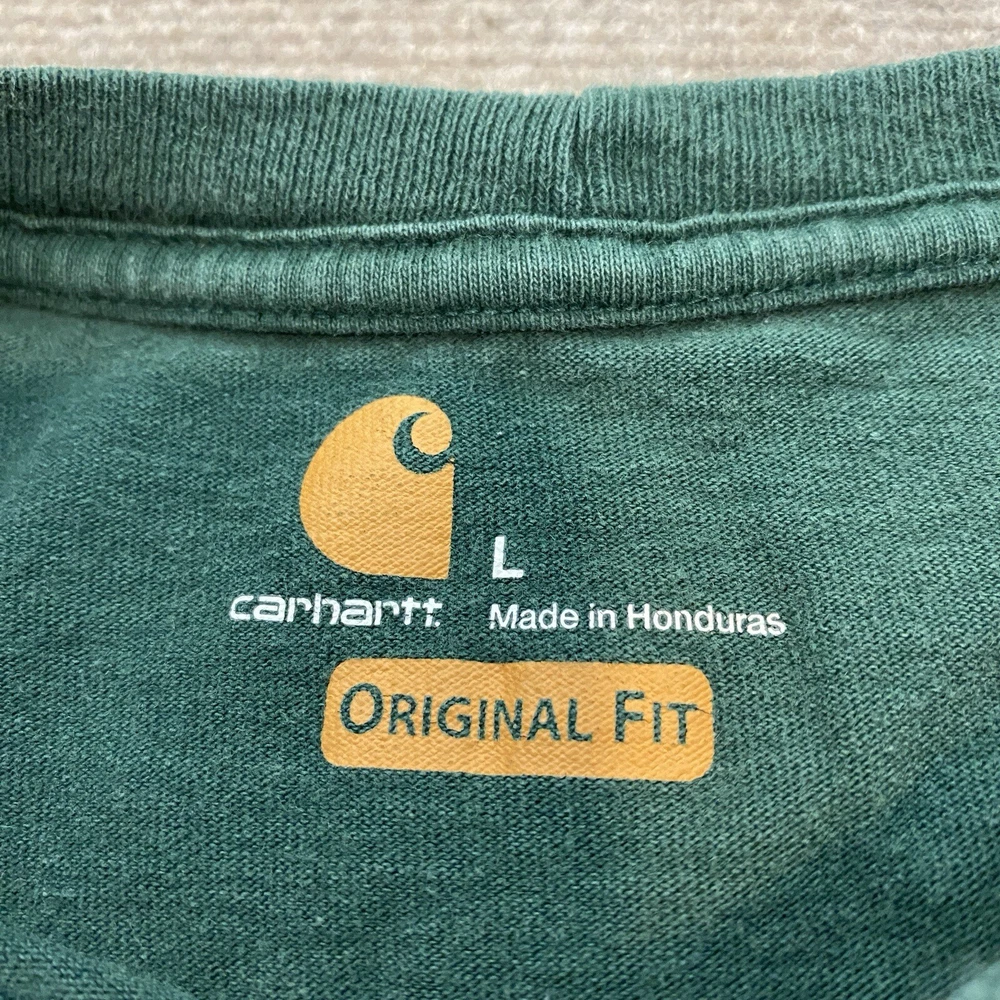 L
carhartt
Made in Honduras
ORIGINAL FIT